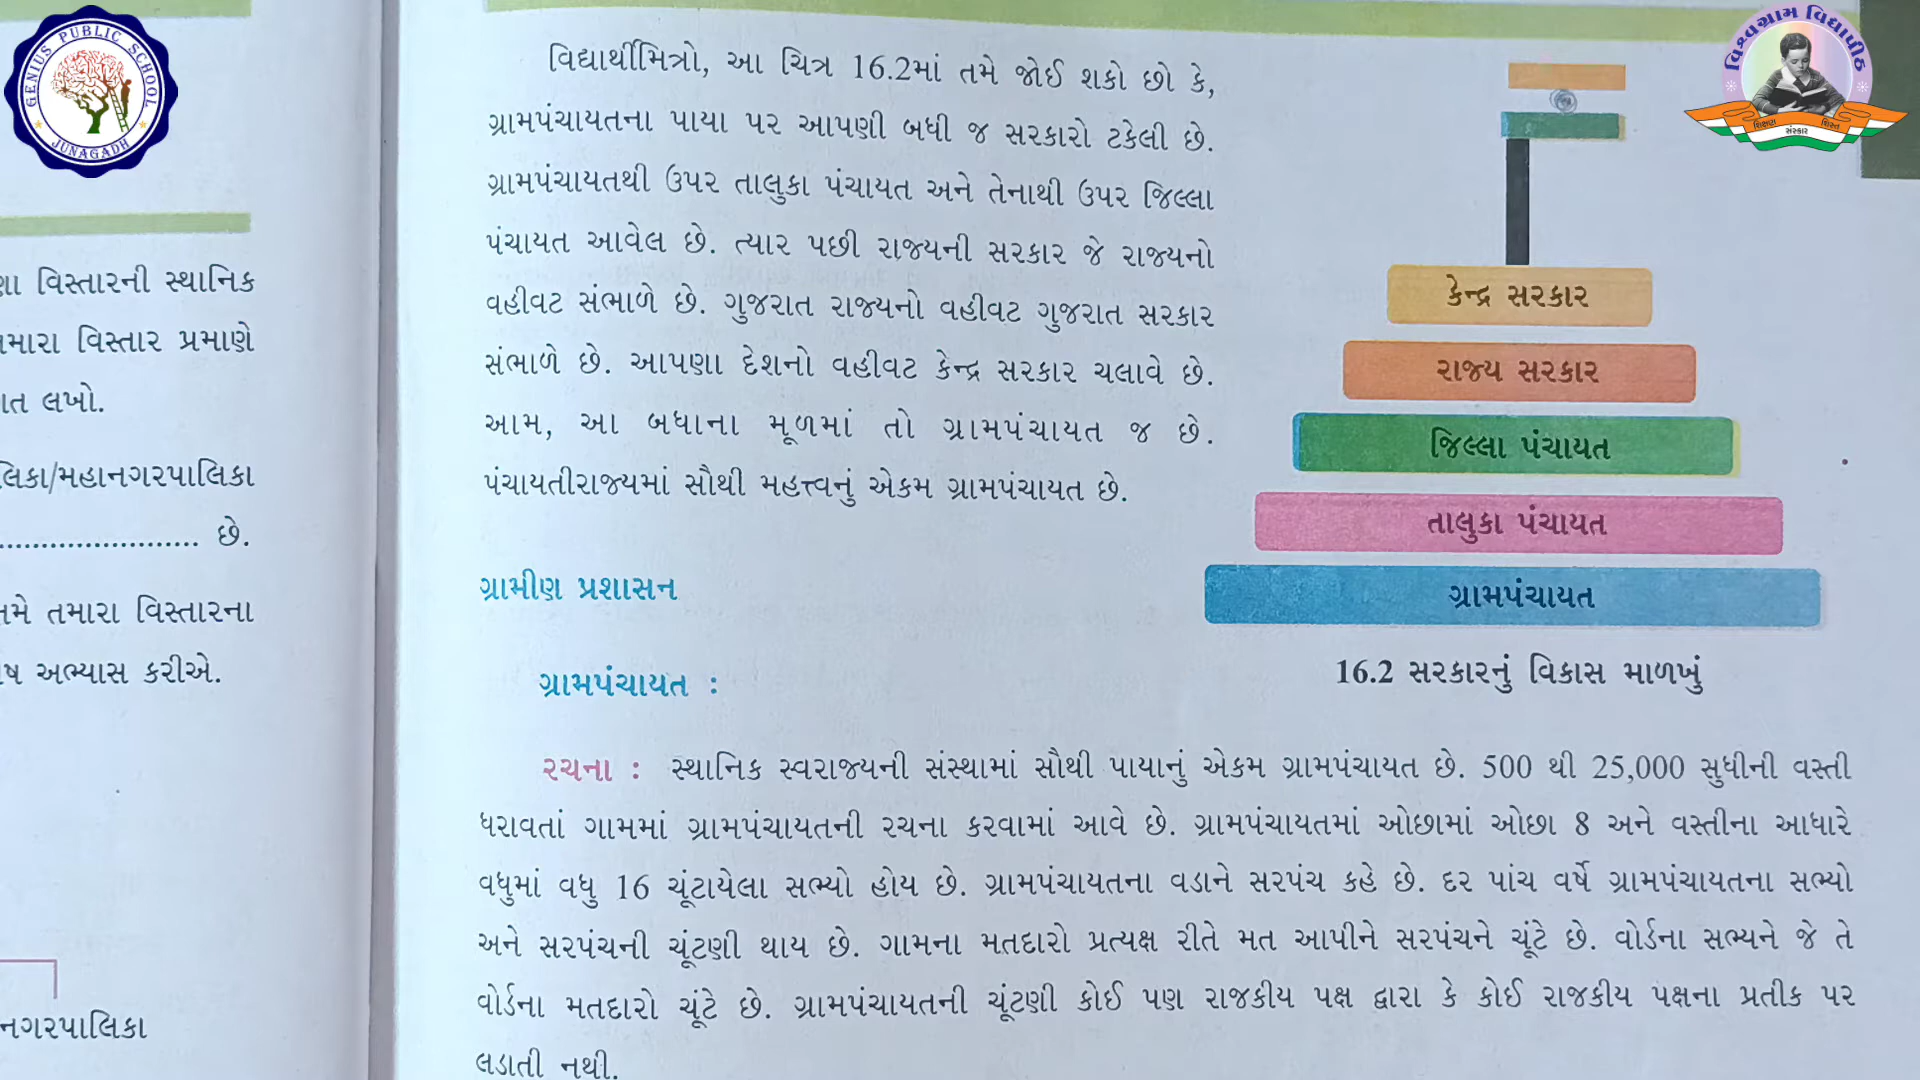 GENIUS PUBLIC SCHOOL
JUNAGADH
વિશ્વગ્રામ વિદ્યાપીઠ
શિક્ષણ
સંસ્કાર
શિસ્ત
વિસ્તારની સ્થાનિક
વિસ્તાર પ્રમાણે
લખો.
/મહાનગરપાલિકા
........................ છે.
તમારા વિસ્તારના
અભ્યાસ કરીએ.
નગરપાલિકા
વિદ્યાર્થીમિત્રો, આ ચિત્ર 16.2માં તમે જોઈ શકો છો કે,
ગ્રામપંચાયતના પાયા પર આપણી બધી જ સરકારો ટકેલી છે.
ગ્રામપંચાયતથી ઉપર તાલુકા પંચાયત અને તેનાથી ઉપર જિલ્લા
પંચાયત આવેલ છે. ત્યાર પછી રાજ્યની સરકાર જે રાજ્યનો
વહીવટ સંભાળે છે. ગુજરાત રાજ્યનો વહીવટ ગુજરાત સરકાર
સંભાળે છે. આપણા દેશનો વહીવટ કેન્દ્ર સરકાર ચલાવે છે.
આમ, આ બધાના મૂળમાં તો ગ્રામપંચાયત જ છે.
પંચાયતીરાજ્યમાં સૌથી મહત્ત્વનું એકમ ગ્રામપંચાયત છે.
કેન્દ્ર સરકાર
રાજ્ય સરકાર
જિલ્લા પંચાયત
તાલુકા પંચાયત
ગ્રામપંચાયત
16.2 સરકારનું વિકાસ માળખું
ગ્રામીણ પ્રશાસન
ગ્રામપંચાયત :
રચના : સ્થાનિક સ્વરાજ્યની સંસ્થામાં સૌથી પાયાનું એકમ ગ્રામપંચાયત છે. 500 થી 25,000 સુધીની વસ્તી
ધરાવતાં ગામમાં ગ્રામપંચાયતની રચના કરવામાં આવે છે. ગ્રામપંચાયતમાં ઓછામાં ઓછા 8 અને વસ્તીના આધારે
વધુમાં વધુ 16 ચૂંટાયેલા સભ્યો હોય છે. ગ્રામપંચાયતના વડાને સરપંચ કહે છે. દર પાંચ વર્ષે ગ્રામપંચાયતના સભ્યો
અને સરપંચની ચૂંટણી થાય છે. ગામના મતદારો પ્રત્યક્ષ રીતે મત આપીને સરપંચને ચૂંટે છે. વોર્ડના સભ્યને જે તે
વોર્ડના મતદારો ચૂંટે છે. ગ્રામપંચાયતની ચૂંટણી કોઈ પણ રાજકીય પક્ષ દ્વારા કે કોઈ રાજકીય પક્ષના પ્રતીક પર
લડાતી નથી.